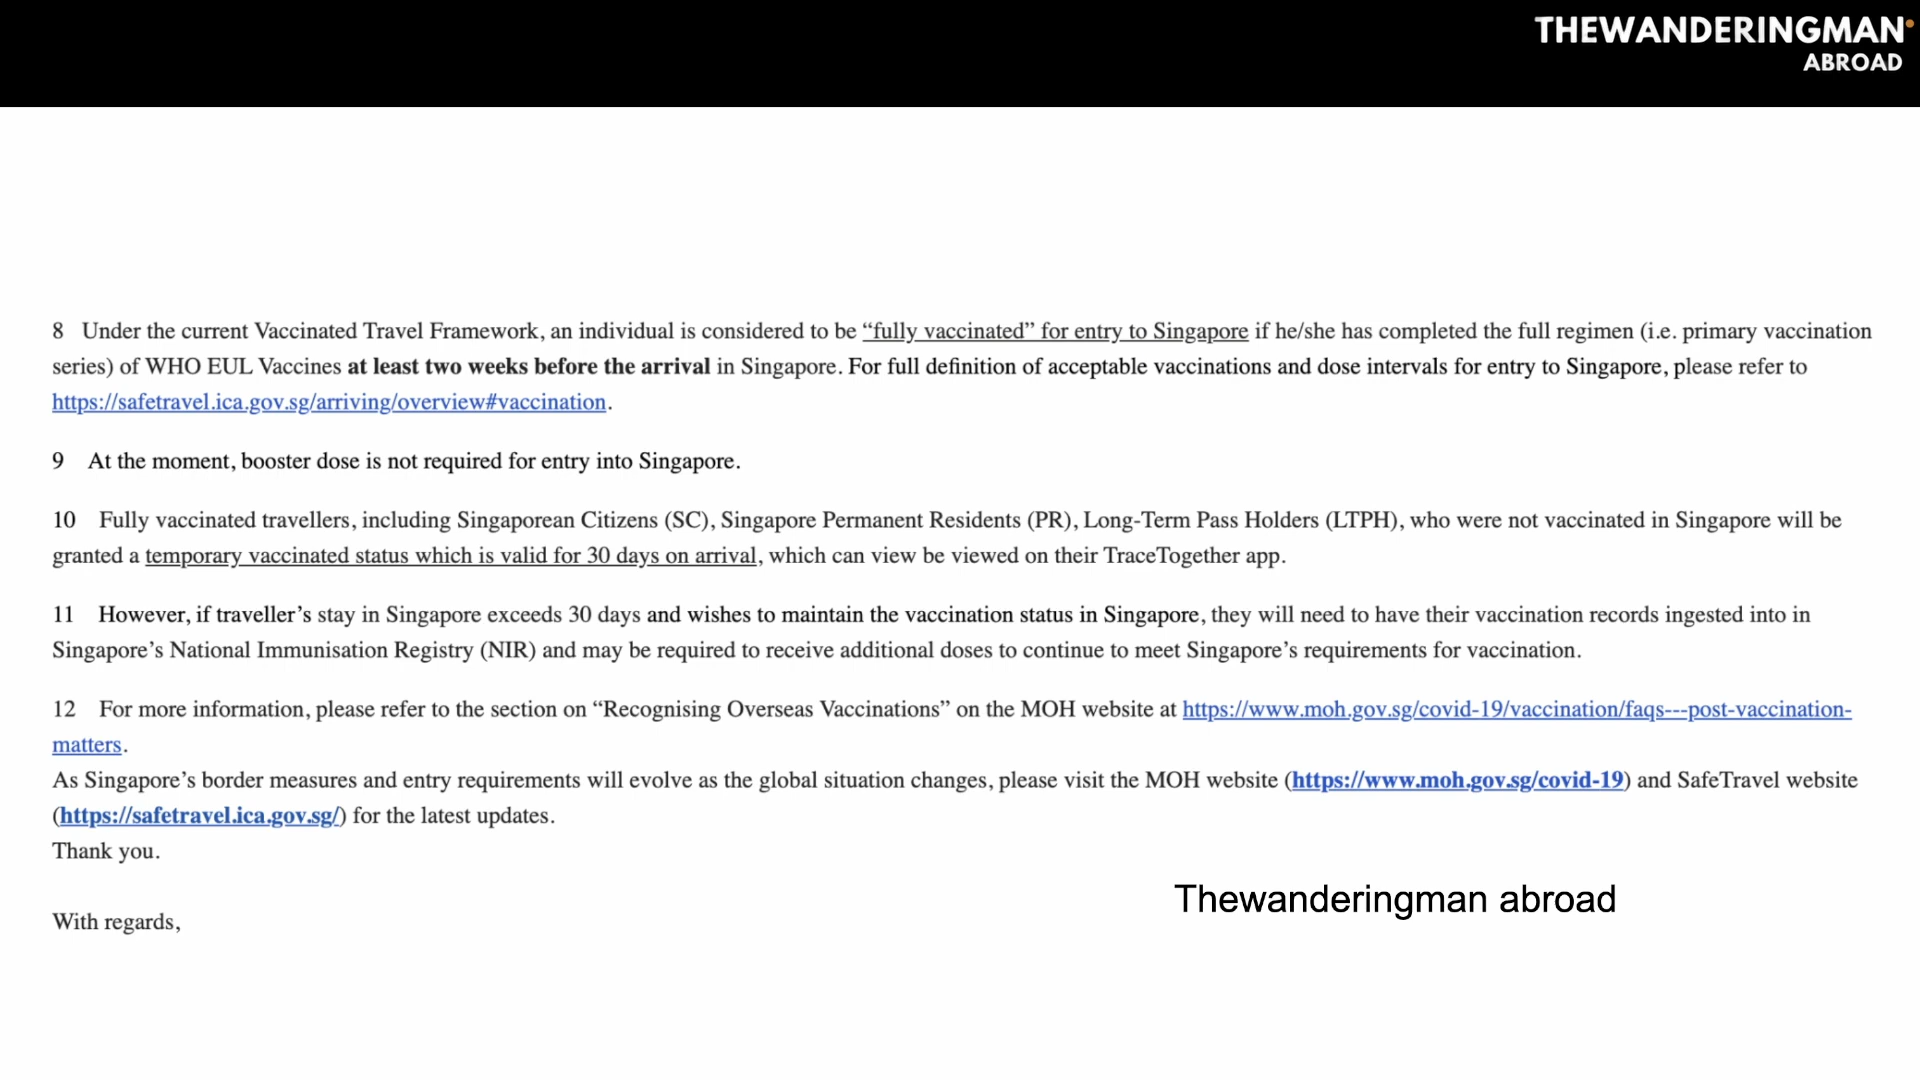 THEWANDERINGMAN
ABROAD
8 Under the current Vaccinated Travel Framework, an individual is considered to be “fully vaccinated” for entry to Singapore if he/she has completed the full regimen (i.e. primary vaccination
series) of WHO EUL Vaccines at least two weeks before the arrival in Singapore. For full definition of acceptable vaccinations and dose intervals for entry to Singapore, please refer to
https://safetravel.ica.gov.sg/arriving/overview#vaccination.
9 At the moment, booster dose is not required for entry into Singapore.
10 Fully vaccinated travellers, including Singaporean Citizens (SC), Singapore Permanent Residents (PR), Long-Term Pass Holders (LTPH), who were not vaccinated in Singapore will be
granted a temporary vaccinated status which is valid for 30 days on arrival, which can view be viewed on their TraceTogether app.
11 However, if traveller’s stay in Singapore exceeds 30 days and wishes to maintain the vaccination status in Singapore, they will need to have their vaccination records ingested into in
Singapore’s National Immunisation Registry (NIR) and may be required to receive additional doses to continue to meet Singapore’s requirements for vaccination.
12 For more information, please refer to the section on “Recognising Overseas Vaccinations” on the MOH website at https://www.moh.gov.sg/covid-19/vaccination/faqs---post-vaccination-
matters.
As Singapore’s border measures and entry requirements will evolve as the global situation changes, please visit the MOH website (https://www.moh.gov.sg/covid-19) and SafeTravel website
(https://safetravel.ica.gov.sg/) for the latest updates.
Thank you.
Thewanderingman abroad
With regards,